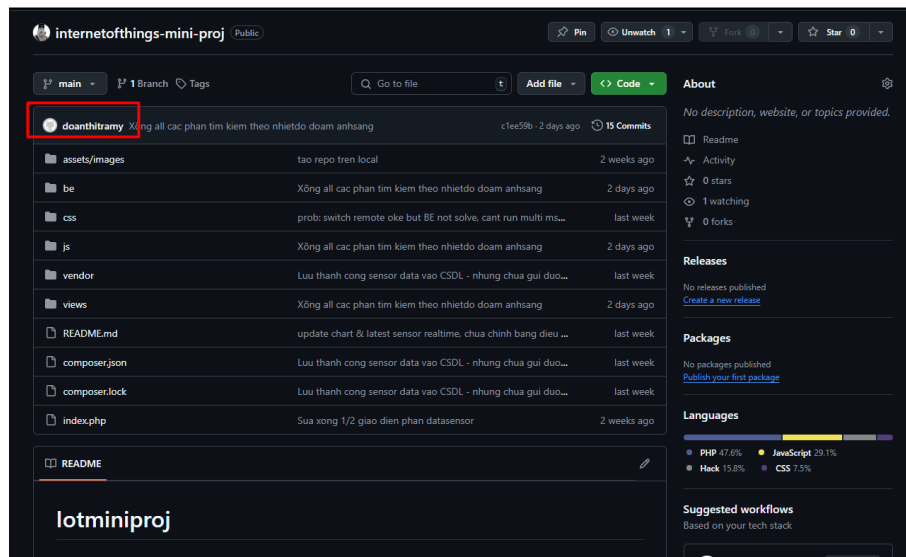 internetofthings-mini-proj Public
Pin
Unwatch 1
Fork 0
Star 0
main
1 Branch
Tags
Go to file
t
Add file
Code
doanthitramy Xông all cac phan tim kiem theo nhietdo doam anhsang
c1ee59b · 2 days ago
15 Commits
assets/images tao repo tren local 2 weeks ago
be Xông all cac phan tim kiem theo nhietdo doam anhsang 2 days ago
css prob: switch remote oke but BE not solve, cant run multi ms... last week
js Xông all cac phan tim kiem theo nhietdo doam anhsang 2 days ago
vendor Luu thanh cong sensor data vao CSDL - nhung chua gui duo... last week
views Xông all cac phan tim kiem theo nhietdo doam anhsang 2 days ago
README.md update chart & latest sensor realtime, chua chinh bang dieu ... last week
composer.json Luu thanh cong sensor data vao CSDL - nhung chua gui duo... last week
composer.lock Luu thanh cong sensor data vao CSDL - nhung chua gui duo... last week
index.php Sua xong 1/2 giao dien phan datasensor 2 weeks ago
README
Iotminiproj
About
No description, website, or topics provided.
Readme
Activity
0 stars
1 watching
0 forks
Releases
No releases published
Create a new release
Packages
No packages published
Publish your first package
Languages
PHP 47.6% JavaScript 29.1%
Hack 15.8% CSS 7.5%
Suggested workflows
Based on your tech stack